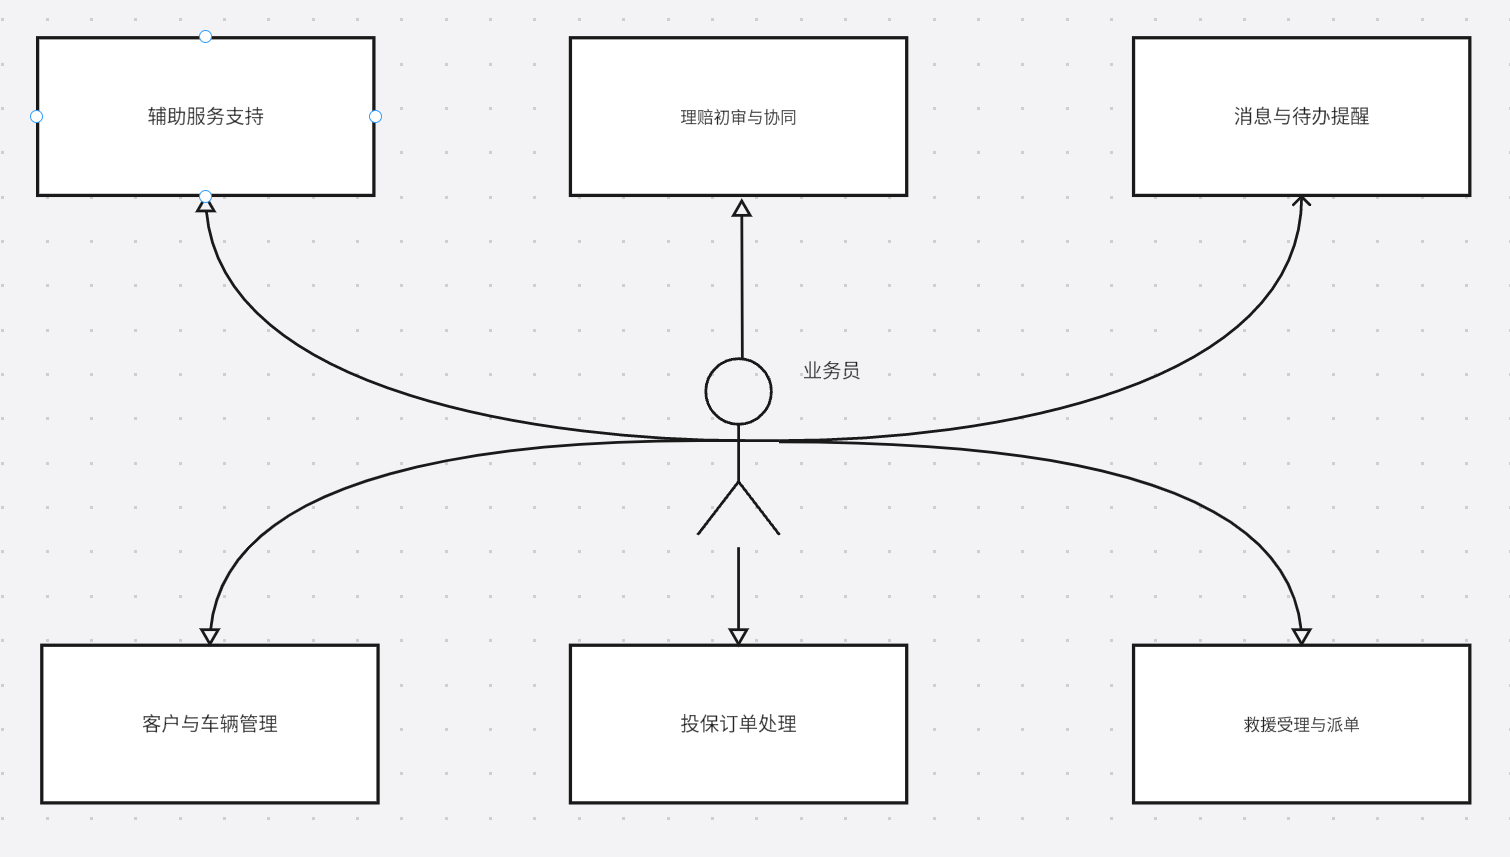 辅助服务支持
理赔初审与协同
消息与待办提醒
业务员
客户与车辆管理
投保订单处理
救援受理与派单